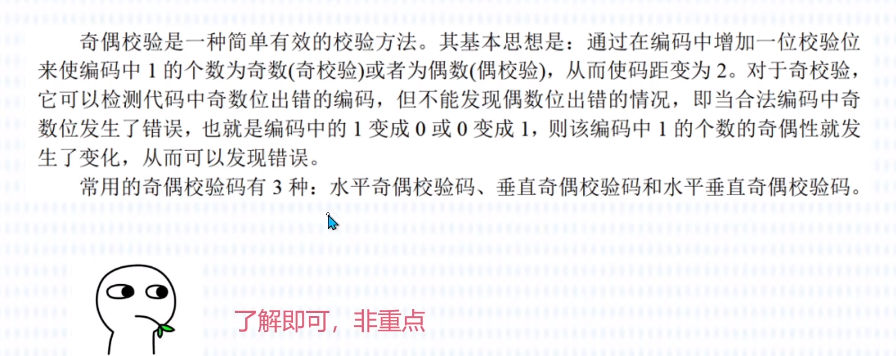 奇偶校验是一种简单有效的校验方法。其基本思想是：通过在编码中增加一位校验位
来使编码中 1 的个数为奇数(奇校验)或者为偶数(偶校验)，从而使码距变为 2。对于奇校验，
它可以检测代码中奇数位出错的编码，但不能发现偶数位出错的情况，即当合法编码中奇
数位发生了错误，也就是编码中的 1 变成 0 或 0 变成 1，则该编码中 1 的个数的奇偶性就发
生了变化，从而可以发现错误。
常用的奇偶校验码有 3 种：水平奇偶校验码、垂直奇偶校验码和水平垂直奇偶校验码。
了解即可，非重点